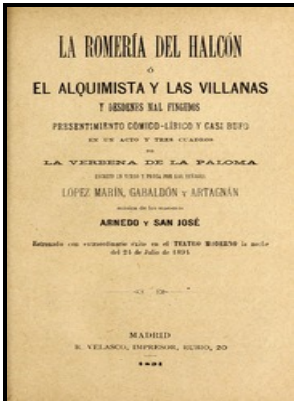 LA ROMERÍA DEL HALCÓN
Ó
EL ALQUIMISTA Y LAS VILLANAS
Y DESDENES MAL FINGIDOS
PRESENTIMIENTO CÓMICO-LÍRICO Y CASI BUFO
EN UN ACTO Y TRES CUADROS
DE
LA VERBENA DE LA PALOMA
ESCRITO EN VERSO Y PROSA POR LOS SEÑORES
LÓPEZ MARÍN, GABALDÓN Y ARTAGNÁN
música de los maestros
ARNEDO Y SAN JOSÉ
Estrenado con extraordinario éxito en el TEATRO MODERNO la noche
del 24 de Julio de 1894
MADRID
R. VELASCO, IMPRESOR, RUBIO, 20
1894